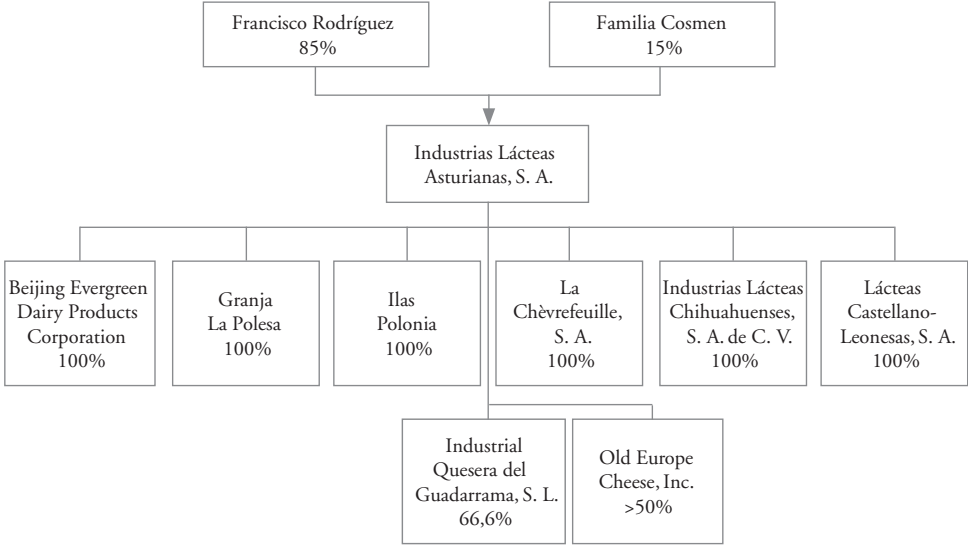 Francisco Rodríguez
85%
Familia Cosmen
15%
Industrias Lácteas
Asturianas, S. A.
Beijing Evergreen
Dairy Products
Corporation
100%
Granja
La Polesa
100%
Ilas
Polonia
100%
La
Chèvrefeuille,
S. A.
100%
Industrias Lácteas
Chihuahuenses,
S. A. de C. V.
100%
Lácteas
Castellano-
Leonesas, S. A.
100%
Industrial
Quesera del
Guadarrama, S. L.
66,6%
Old Europe
Cheese, Inc.
>50%